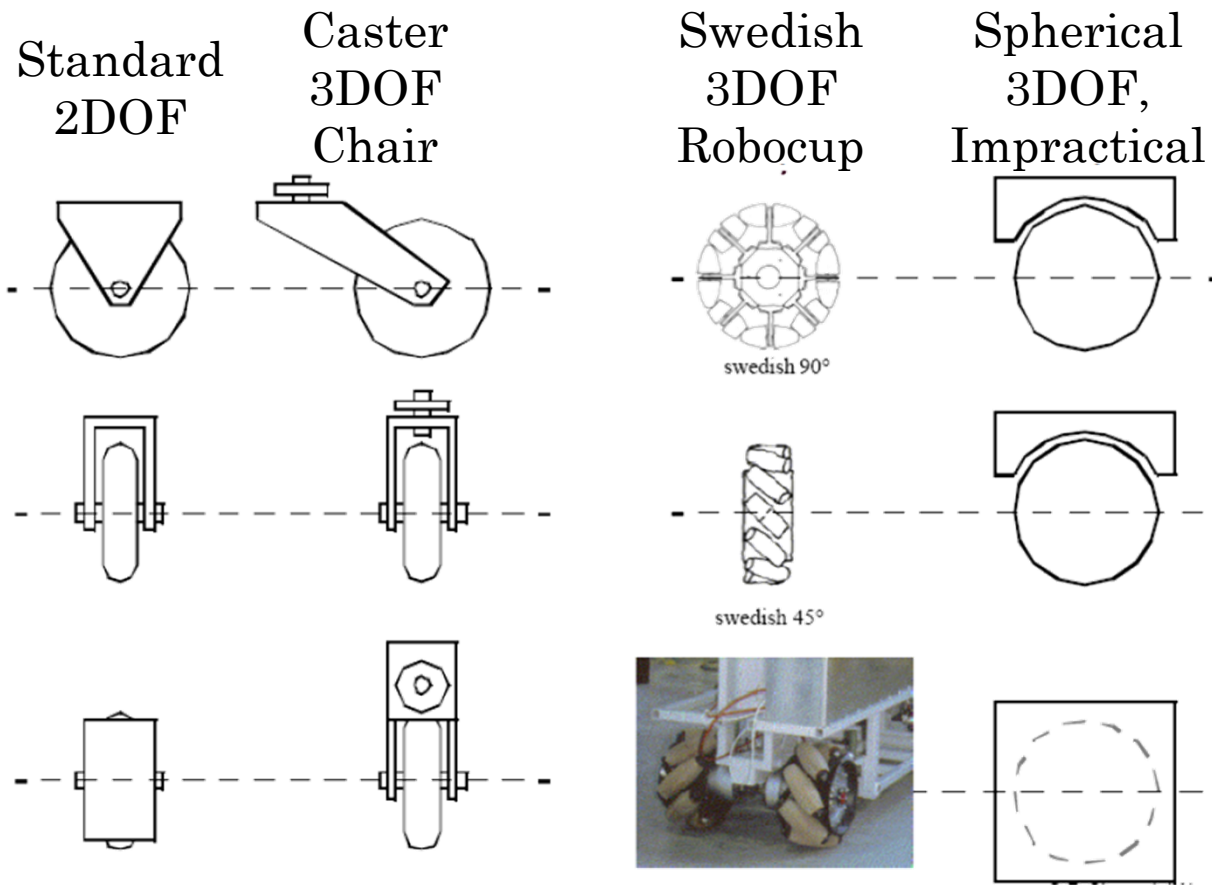 Standard
2DOF
Caster
3DOF
Chair
Swedish
3DOF
Robocup
Spherical
3DOF,
Impractical
swedish 90°
swedish 45°